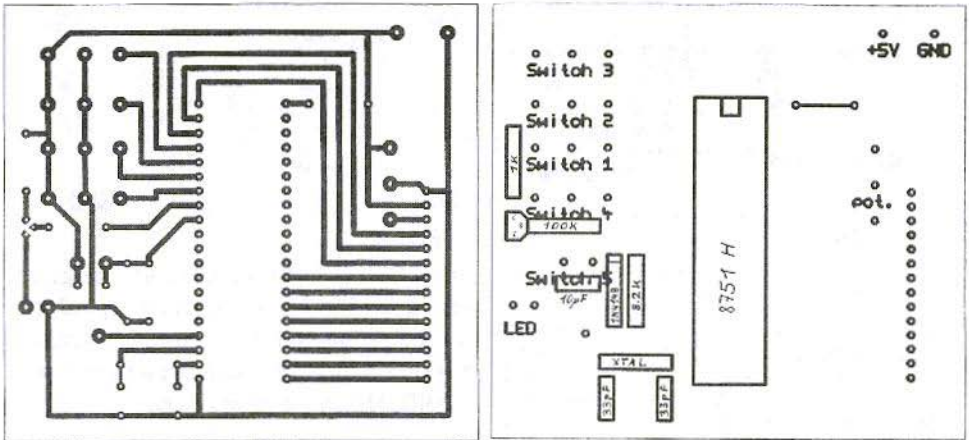 +5V GND
Switch 3
Switch 2
1K
Switch 1
Switch 4
pot.
100K
8751 H
Switch 5
10µF
1N4148
8.2K
LED
XTAL
33pF
33pF